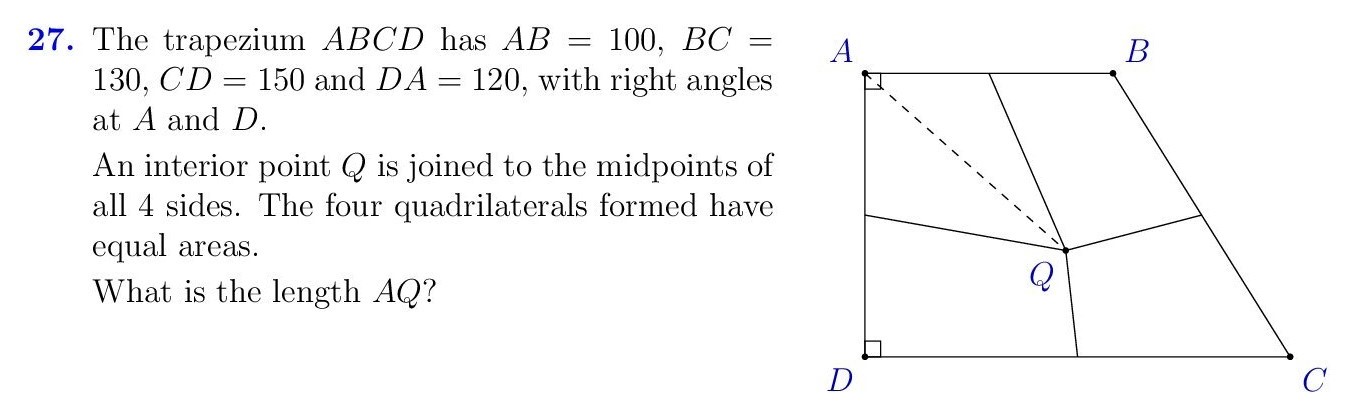 27. The trapezium ABCD has AB = 100, BC =
130, CD = 150 and DA = 120, with right angles
at A and D.
An interior point Q is joined to the midpoints of
all 4 sides. The four quadrilaterals formed have
equal areas.
What is the length AQ?
A
B
Q
D
C